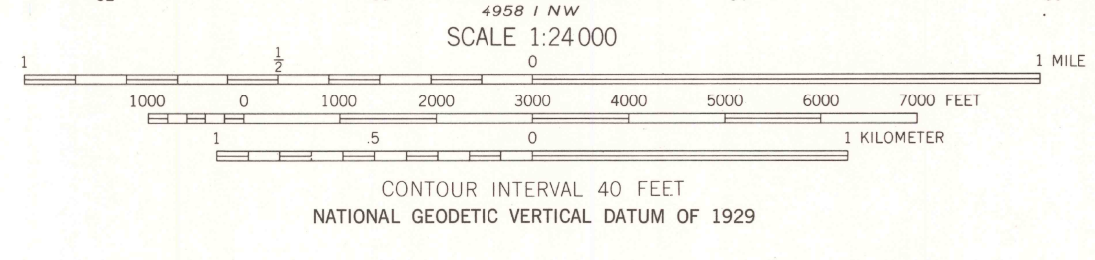 4958 I NW
SCALE 1:24 000
1 1/2 0 1 MILE
1000 0 1000 2000 3000 4000 5000 6000 7000 FEET
1 .5 0 1 KILOMETER
CONTOUR INTERVAL 40 FEET
NATIONAL GEODETIC VERTICAL DATUM OF 1929